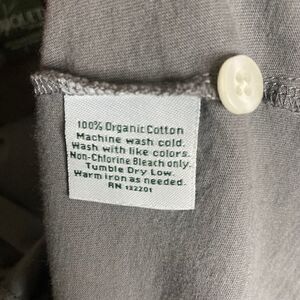 100% Organic Cotton
Machine wash cold.
Wash with like colors.
Non-Chlorine Bleach only.
Tumble Dry Low.
Warm iron as needed.
RN 132201